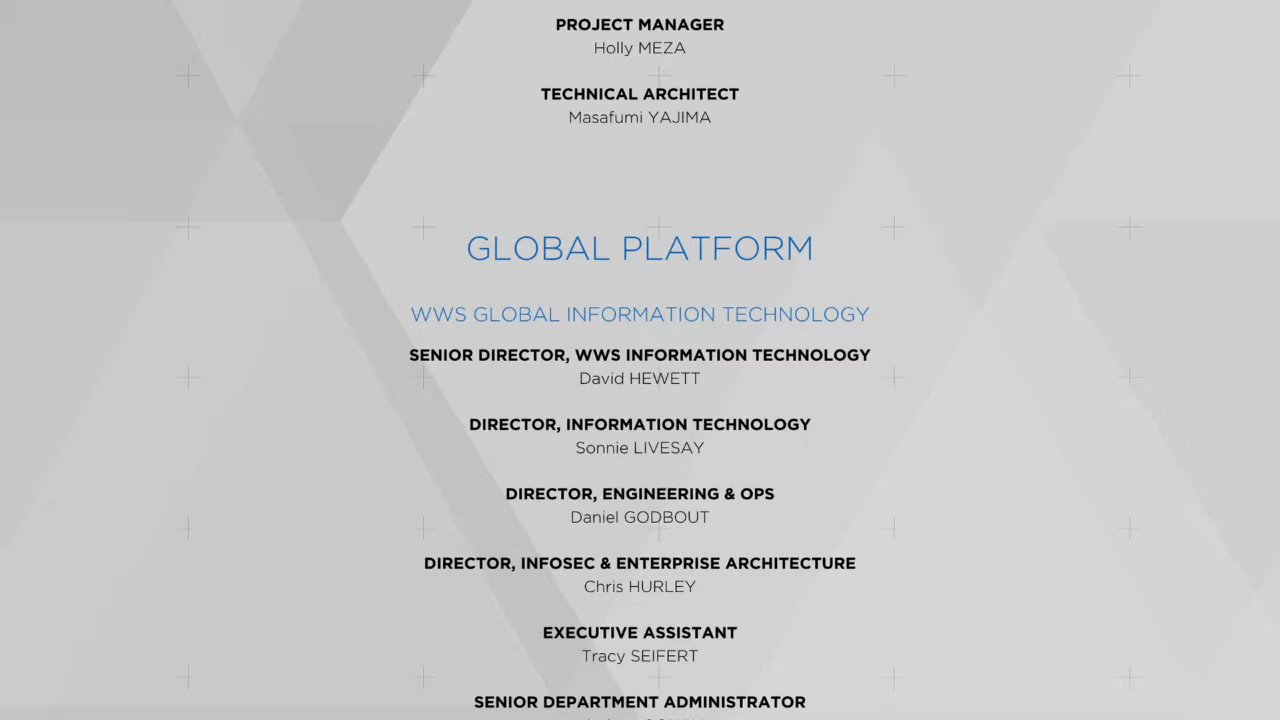 PROJECT MANAGER
Holly MEZA
TECHNICAL ARCHITECT
Masafumi YAJIMA
GLOBAL PLATFORM
WWS GLOBAL INFORMATION TECHNOLOGY
SENIOR DIRECTOR, WWS INFORMATION TECHNOLOGY
David HEWETT
DIRECTOR, INFORMATION TECHNOLOGY
Sonnie LIVESAY
DIRECTOR, ENGINEERING & OPS
Daniel GODBOUT
DIRECTOR, INFOSEC & ENTERPRISE ARCHITECTURE
Chris HURLEY
EXECUTIVE ASSISTANT
Tracy SEIFERT
SENIOR DEPARTMENT ADMINISTRATOR